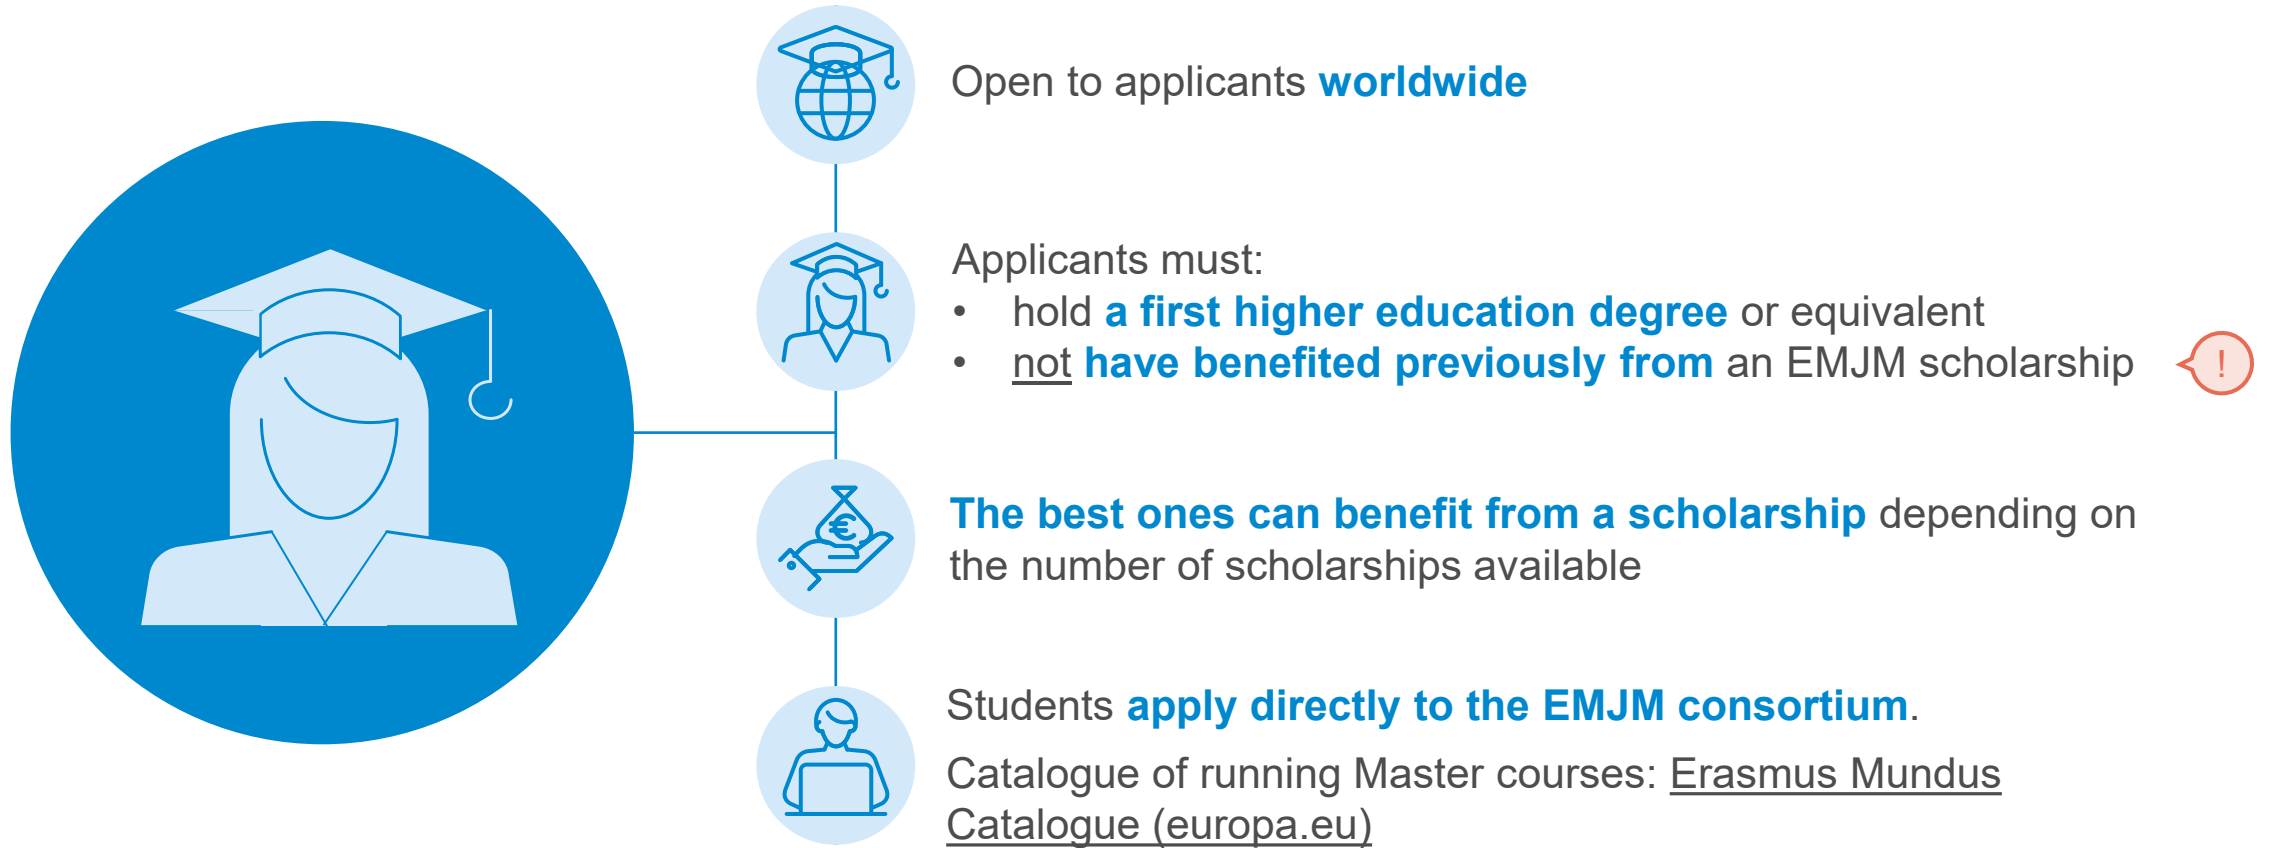 Open to applicants worldwide
Applicants must:
• hold a first higher education degree or equivalent
• not have benefited previously from an EMJM scholarship
!
The best ones can benefit from a scholarship depending on
the number of scholarships available
€
Students apply directly to the EMJM consortium.
Catalogue of running Master courses: Erasmus Mundus
Catalogue (europa.eu)